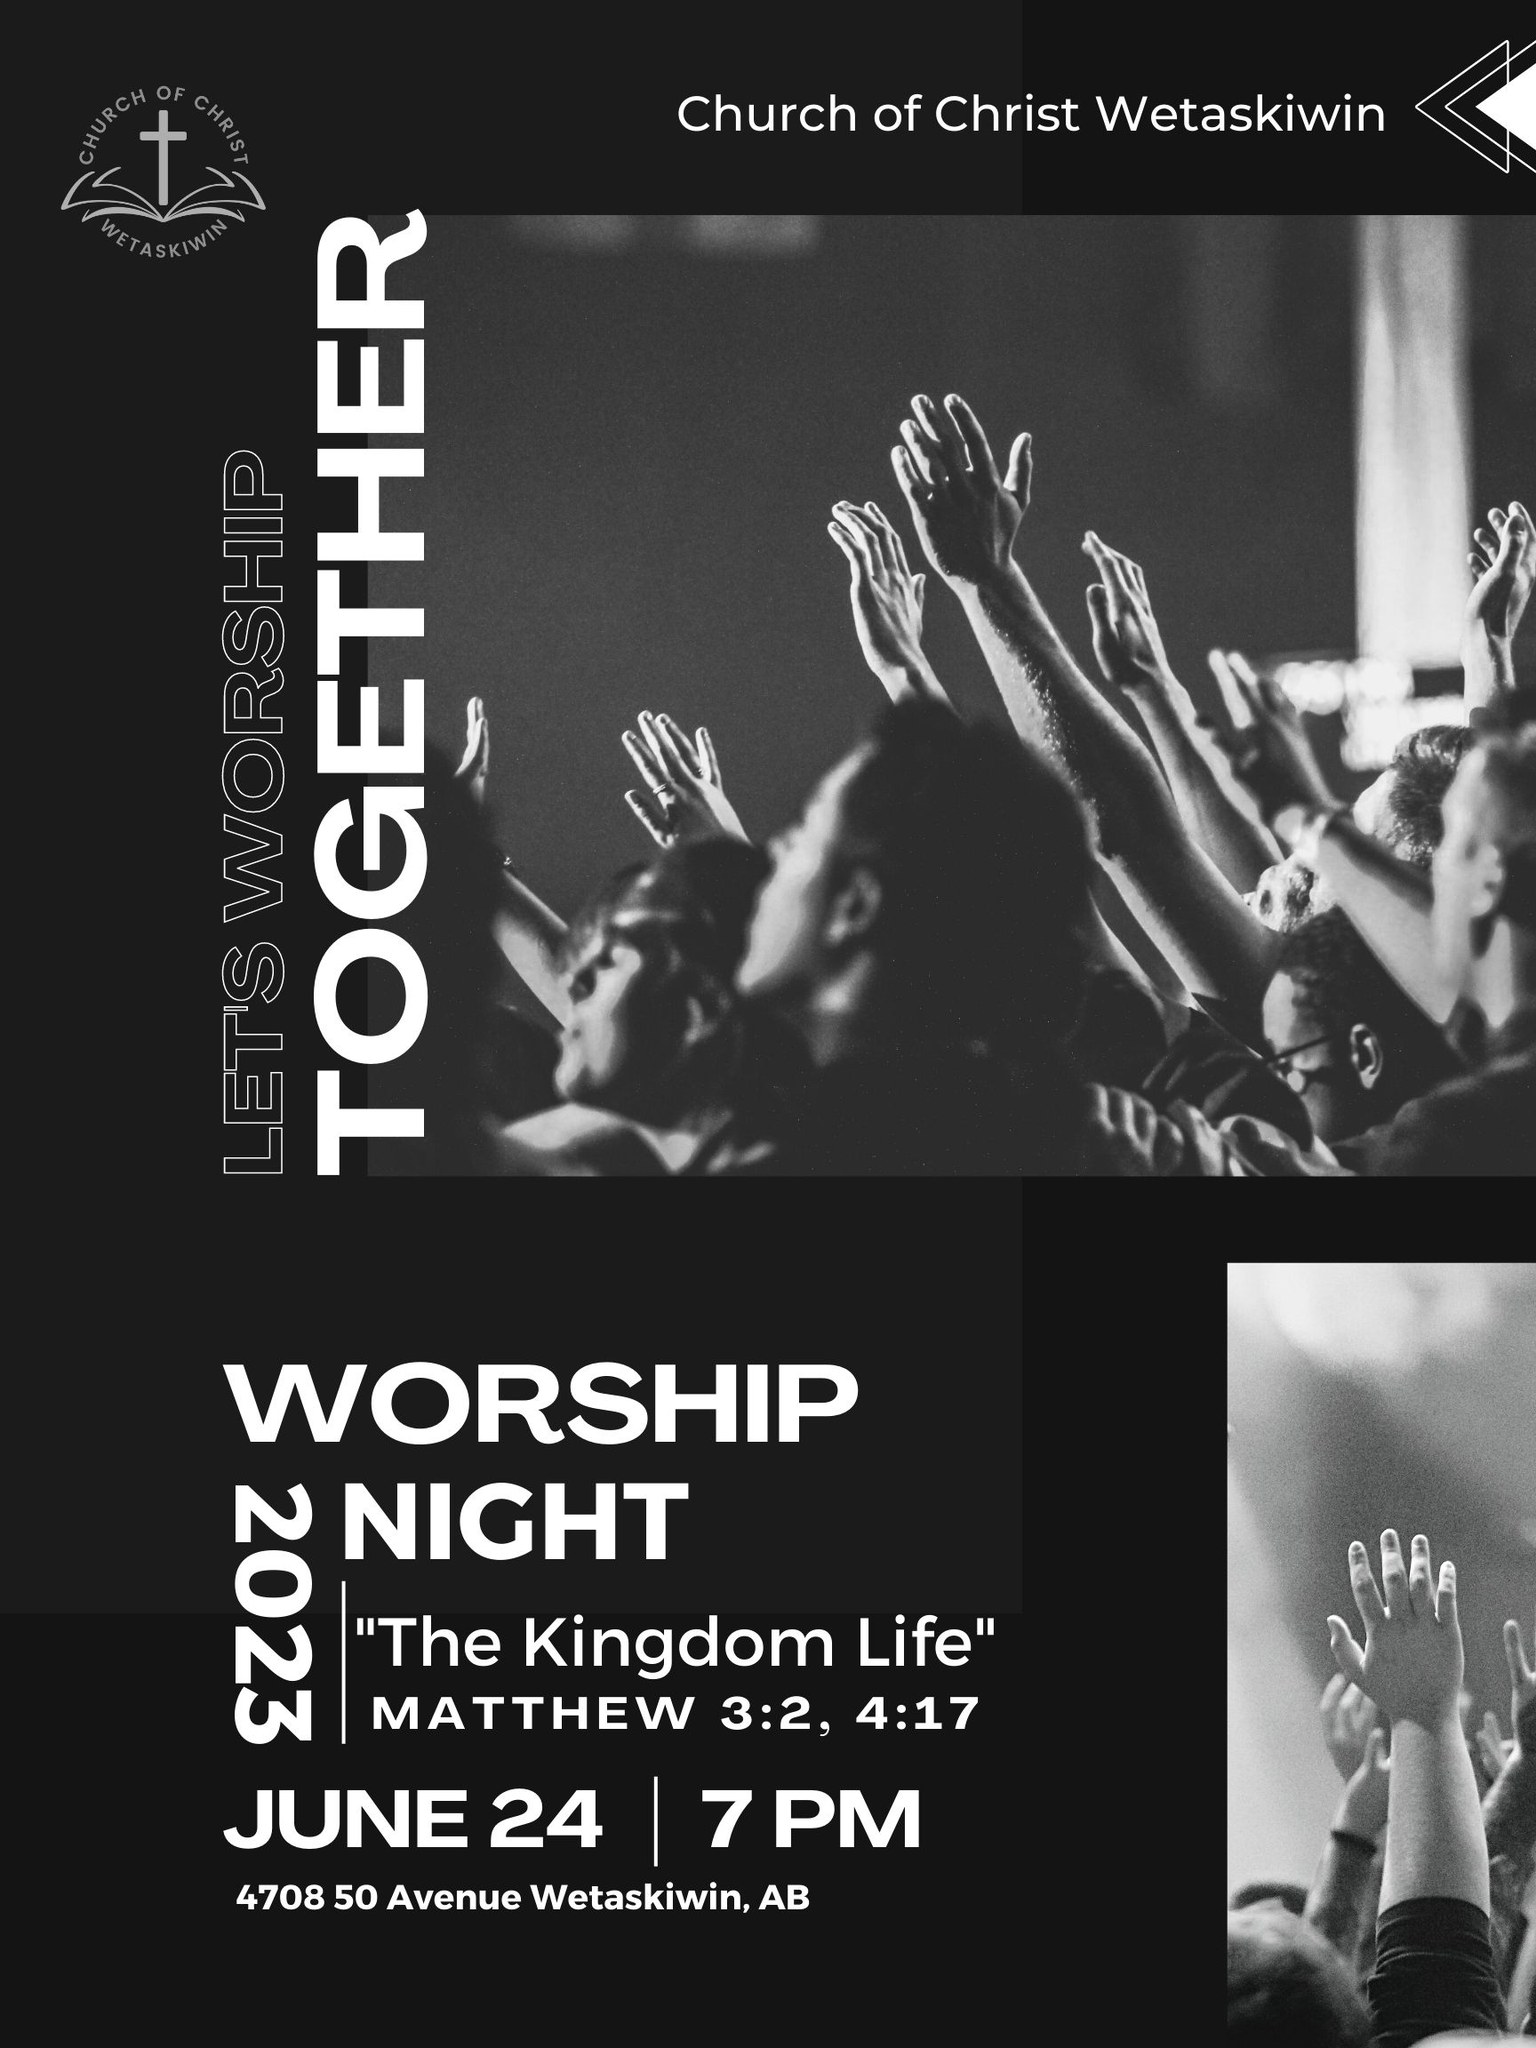 CHURCH OF CHRIST
WETASKIWIN
Church of Christ Wetaskiwin
LET'S WORSHIP
TOGETHER
WORSHIP
NIGHT
2023
"The Kingdom Life"
MATTHEW 3:2, 4:17
JUNE 24 | 7 PM
4708 50 Avenue Wetaskiwin, AB